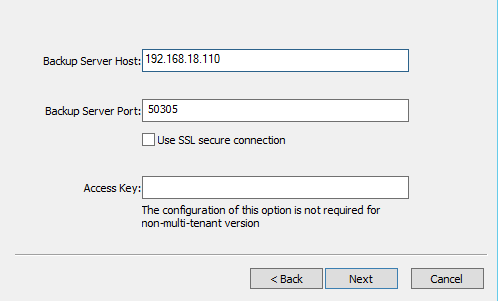 Backup Server Host: 192.168.18.110
Backup Server Port: 50305
Use SSL secure connection
Access Key:
The configuration of this option is not required for
non-multi-tenant version
< Back Next Cancel